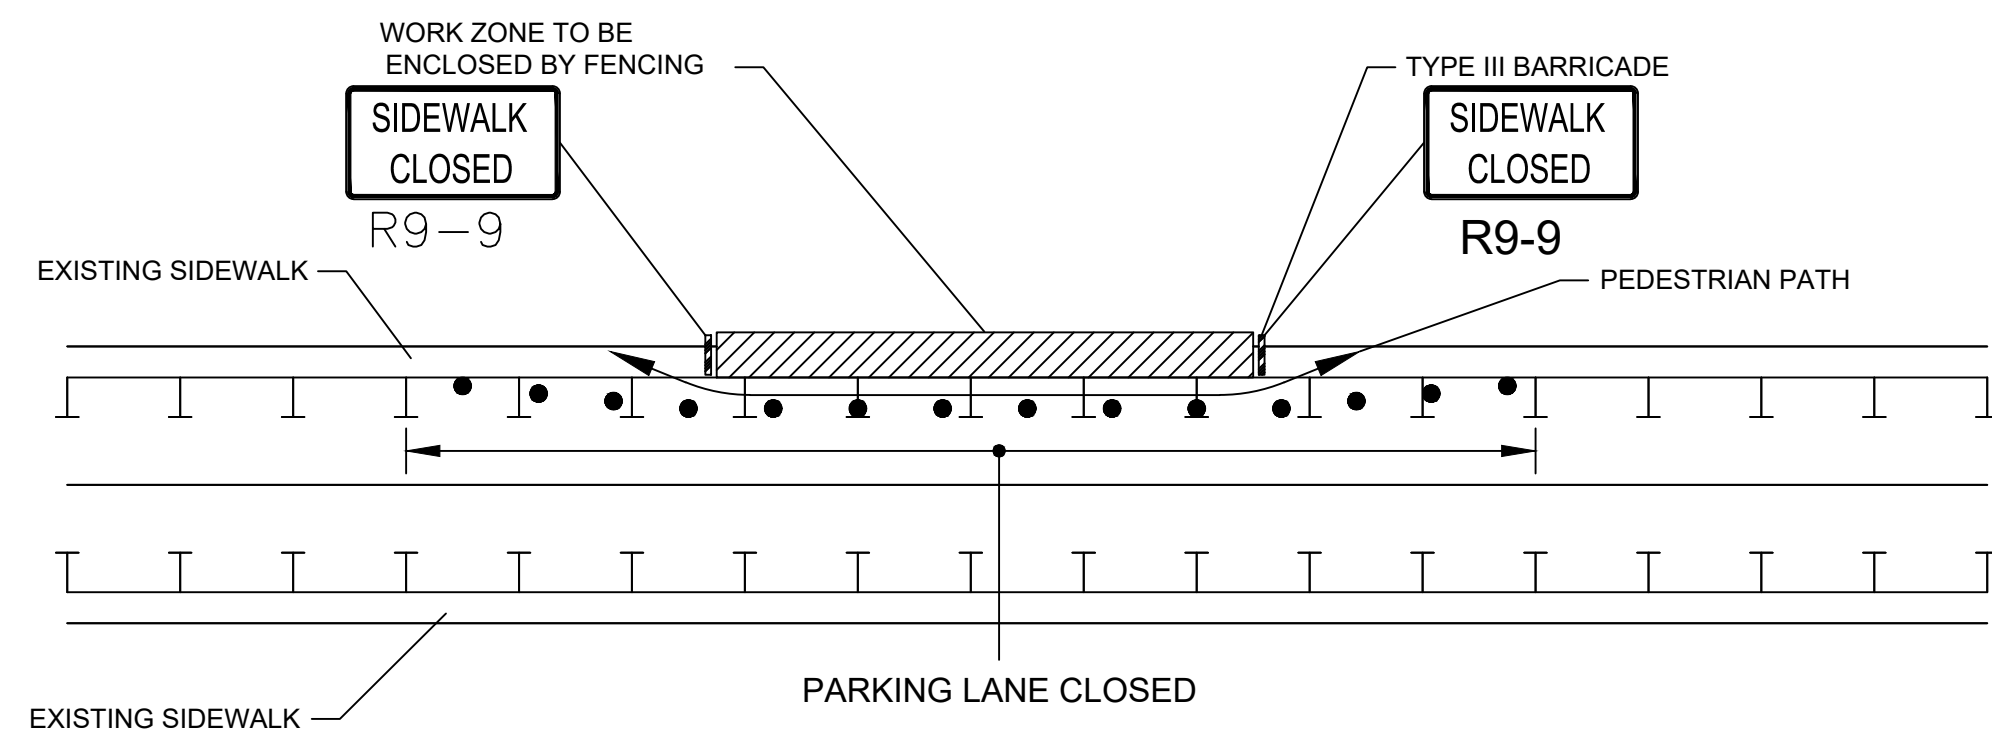 WORK ZONE TO BE
ENCLOSED BY FENCING
SIDEWALK
CLOSED
R9-9
TYPE III BARRICADE
SIDEWALK
CLOSED
R9-9
EXISTING SIDEWALK
PEDESTRIAN PATH
PARKING LANE CLOSED
EXISTING SIDEWALK